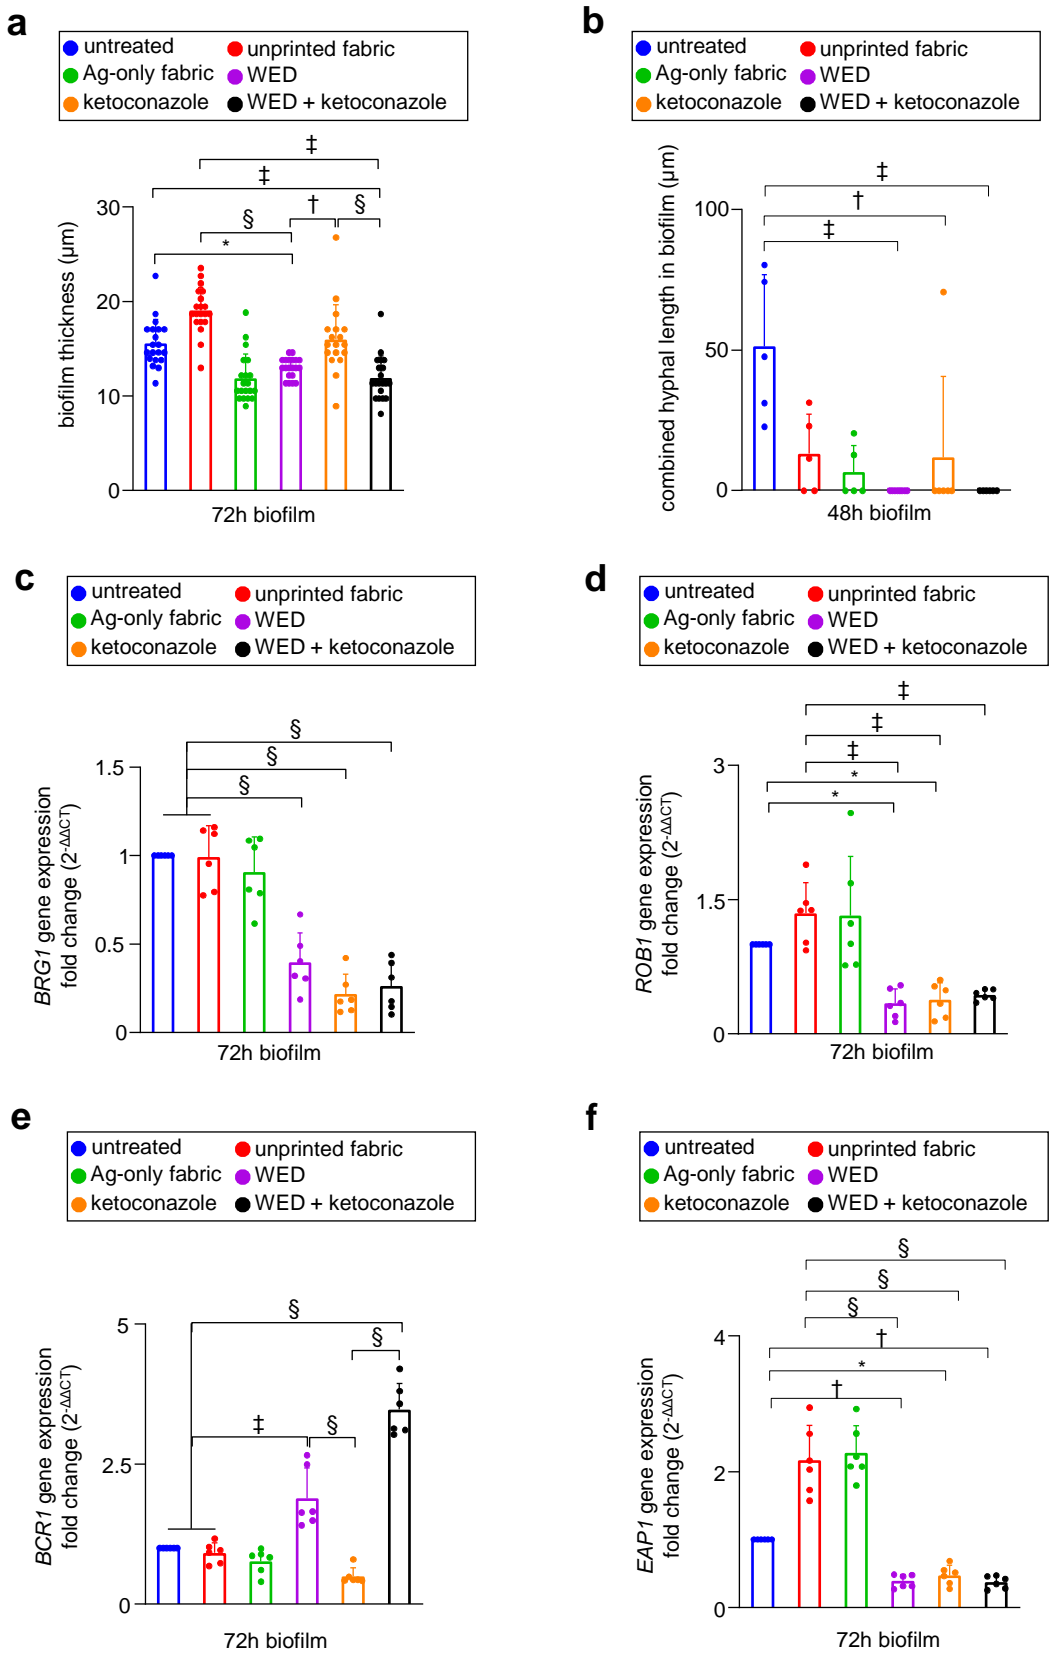 a
untreated
unprinted fabric
Ag-only fabric
WED
ketoconazole
WED + ketoconazole
‡
‡
†
§
§
*
30
20
10
0
biofilm thickness (μm)
72h biofilm
b
untreated
unprinted fabric
Ag-only fabric
WED
ketoconazole
WED + ketoconazole
‡
†
‡
100
50
0
combined hyphal length in biofilm (μm)
48h biofilm
c
untreated
unprinted fabric
Ag-only fabric
WED
ketoconazole
WED + ketoconazole
§
§
§
1.5
1
0.5
0
BRG1 gene expression
fold change (2-ΔΔCT)
72h biofilm
d
untreated
unprinted fabric
Ag-only fabric
WED
ketoconazole
WED + ketoconazole
‡
‡
‡
*
*
3
1.5
0
ROB1 gene expression
fold change (2-ΔΔCT)
72h biofilm
e
untreated
unprinted fabric
Ag-only fabric
WED
ketoconazole
WED + ketoconazole
§
§
‡
§
5
2.5
0
BCR1 gene expression
fold change (2-ΔΔCT)
72h biofilm
f
untreated
unprinted fabric
Ag-only fabric
WED
ketoconazole
WED + ketoconazole
§
§
§
†
*
†
4
2
0
EAP1 gene expression
fold change (2-ΔΔCT)
72h biofilm